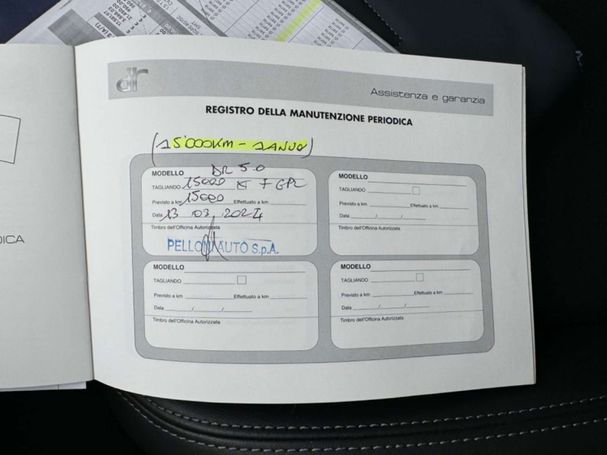 dr
Assistenza e garanzia
REGISTRO DELLA MANUTENZIONE PERIODICA
(15'000KM - 1ANNO)
MODELLO DR 5.0
TAGLIANDO 15000 K 7 GPL
Previsto a km 15000 Effettuato a km
Data 13 / 03 / 2024
Timbro dell'Officina Autorizzata
PELLONI AUTO S.p.A.
MODELLO
TAGLIANDO
Previsto a km Effettuato a km
Data / /
Timbro dell'Officina Autorizzata
MODELLO
TAGLIANDO
Previsto a km Effettuato a km
Data / /
Timbro dell'Officina Autorizzata
MODELLO
TAGLIANDO
Previsto a km Effettuato a km
Data / /
Timbro dell'Officina Autorizzata
DICA